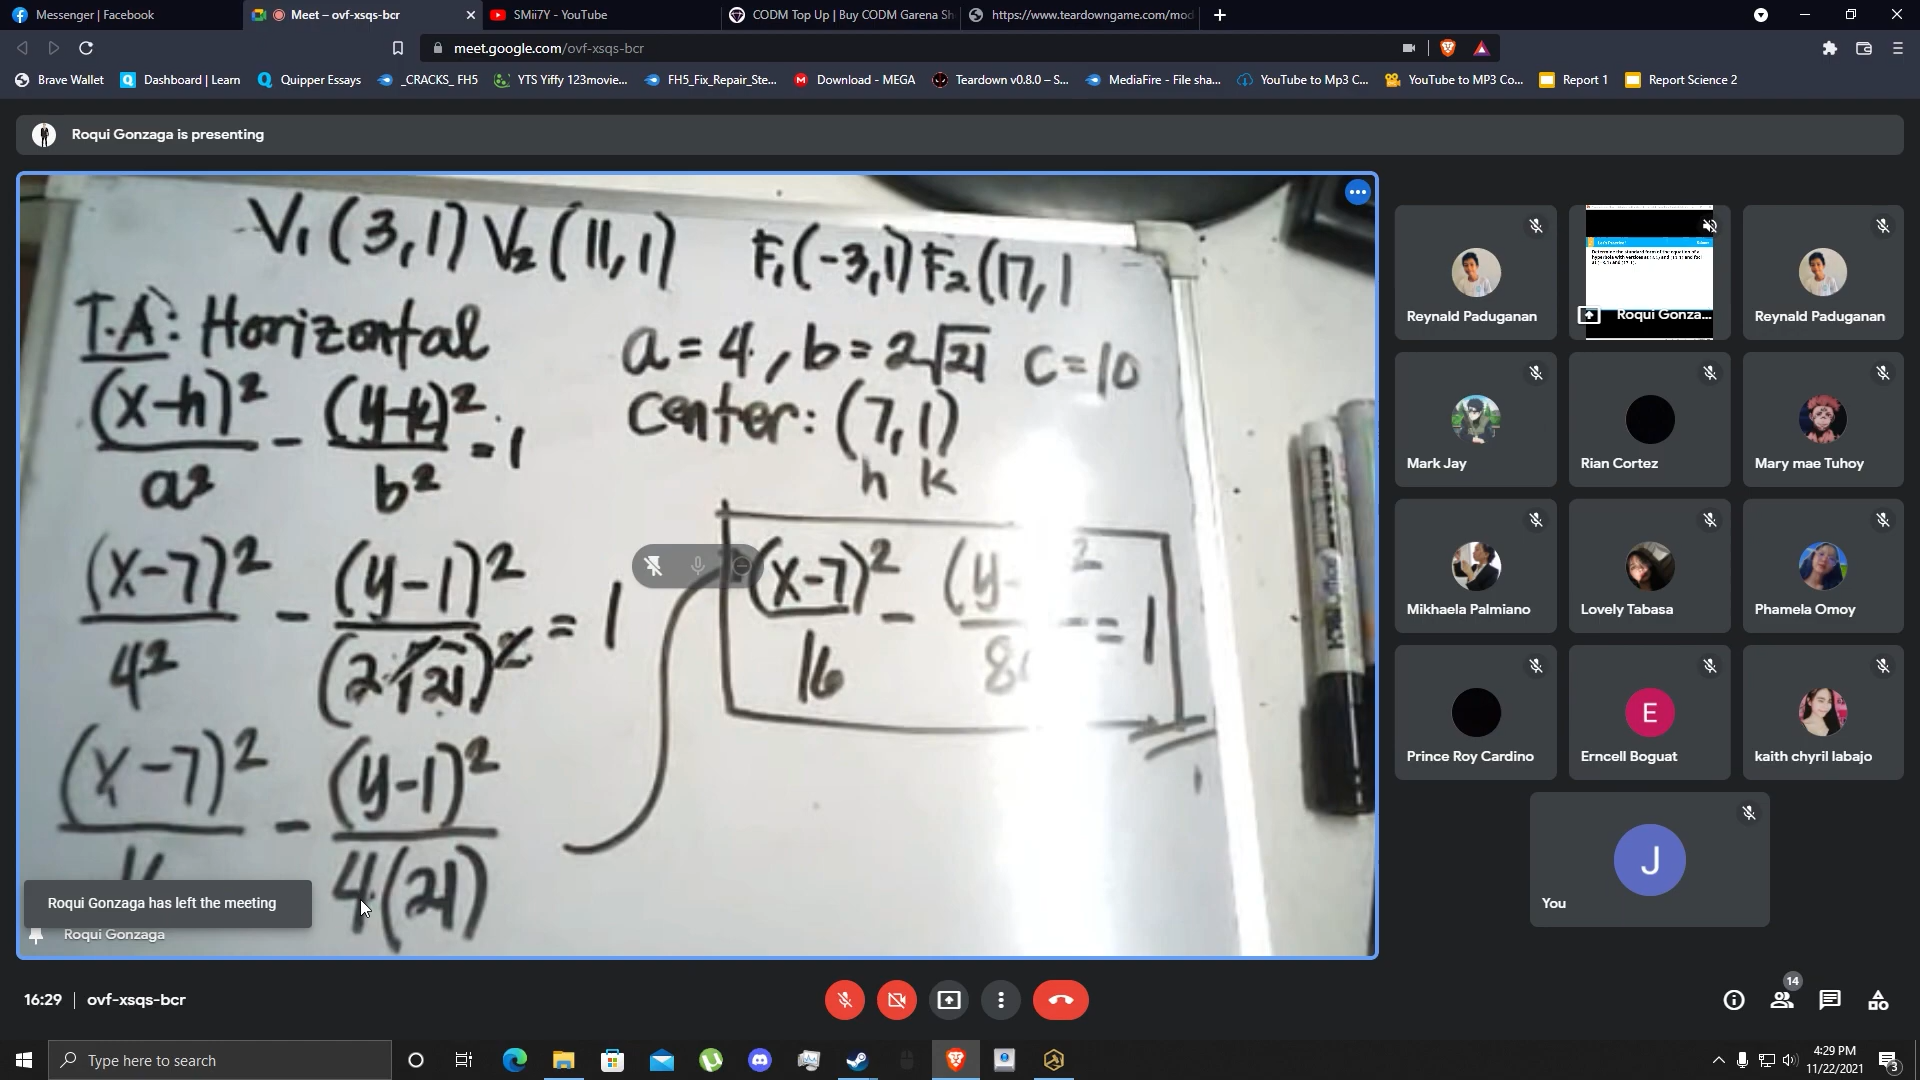 Messenger | Facebook
Meet – ovf-xsqs-bcr
SMii7Y - YouTube
CODM Top Up | Buy CODM Garena Sh
https://www.teardowngame.com/mod
meet.google.com/ovf-xsqs-bcr
Brave Wallet
Dashboard | Learn
Quipper Essays
_CRACKS_ FH5
YTS Yiffy 123movie...
FH5_Fix_Repair_Ste...
Download - MEGA
Teardown v0.8.0 – S...
MediaFire - File sha...
YouTube to Mp3 C...
YouTube to MP3 Co...
Report 1
Report Science 2
Roqui Gonzaga is presenting
V₁ (3,1) V₂ (11,1) F₁(-3,1) F₂ (17,1
T.A: Horizontal
a = 4, b = 2√21 c = 10
(x-h)²/a² - (y-k)²/b² = 1
center: (7, 1)
h k
(x-7)²/4² - (y-1)²/(2√21)² = 1
(x-7)²/16 - (y- ²/8 = 1
(x-7)²/16 - (y-1)²/4(21)
Roqui Gonzaga has left the meeting
Roqui Gonzaga
Reynald Paduganan
Roqui Gonza...
Reynald Paduganan
Mark Jay
Rian Cortez
Mary mae Tuhoy
Mikhaela Palmiano
Lovely Tabasa
Phamela Omoy
Prince Roy Cardino
E
Erncell Boguat
kaith chyril labajo
J
You
16:29 | ovf-xsqs-bcr
14
Type here to search
4:29 PM
11/22/2021
3